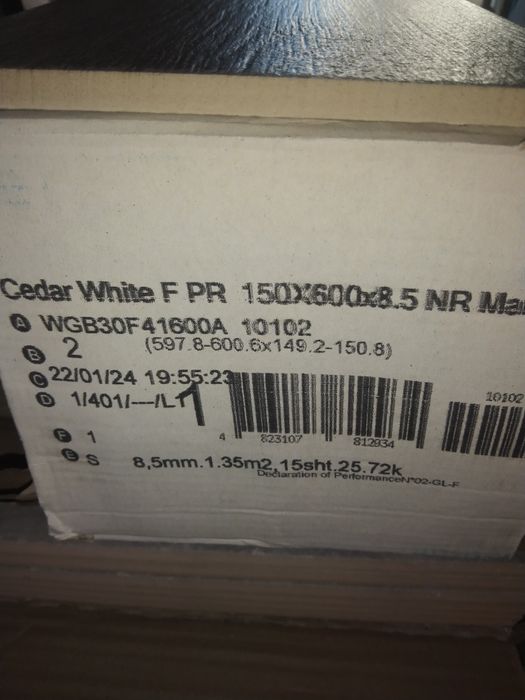 Cedar White F PR 150X600x8.5 NR Ma
A WGB30F41600A 10102
B 2 (597.8-600.6x149.2-150.8)
C 22/01/24 19:55:23
D 1/401/---/L1 1
10102
4 823107 812934
F 1
E S 8,5mm.1.35m2,15sht.25.72k
Declaration of PerformanceN°02-GL-F